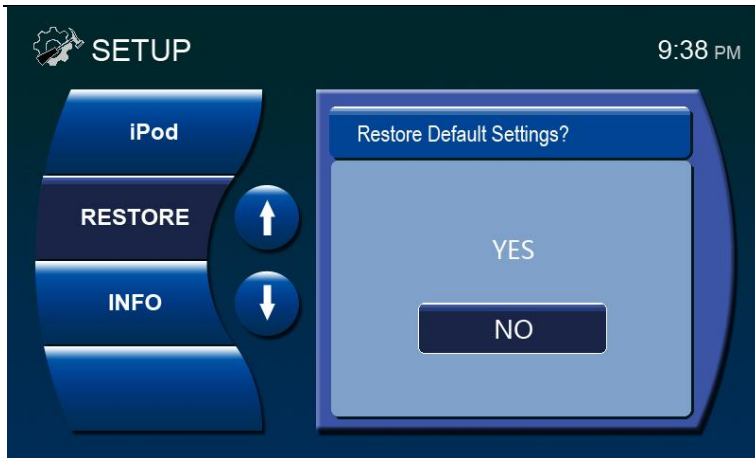 SETUP
9:38 PM
iPod
RESTORE
INFO
Restore Default Settings?
YES
NO